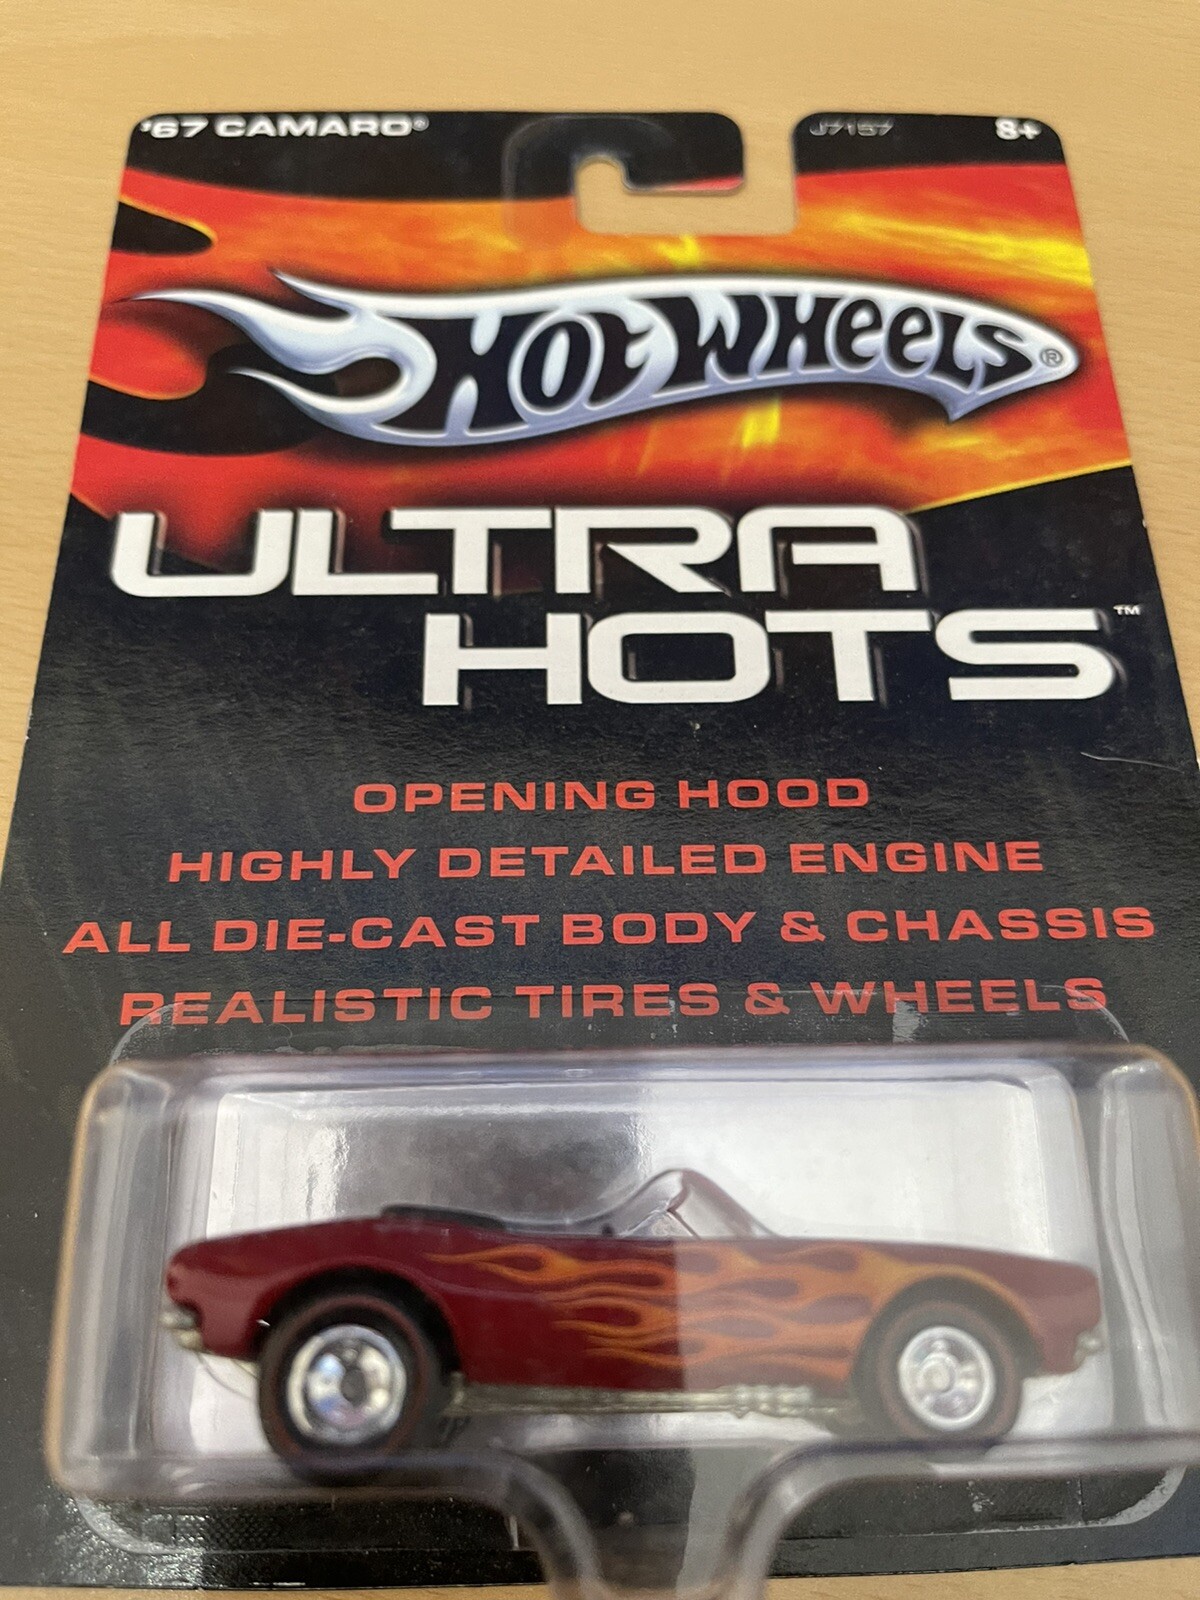 '67 CAMARO®
J7157
8+
HOT WHEELS®
ULTRA
HOTS™
OPENING HOOD
HIGHLY DETAILED ENGINE
ALL DIE-CAST BODY & CHASSIS
REALISTIC TIRES & WHEELS